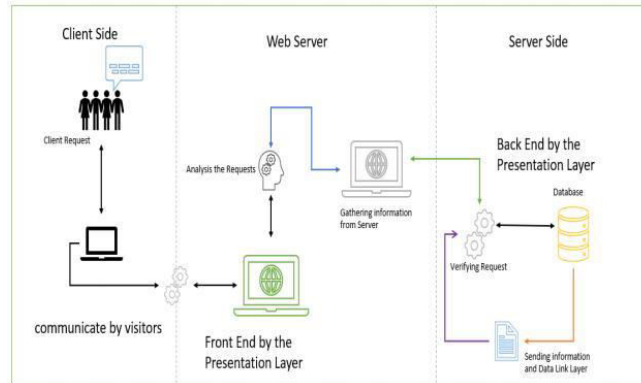 Client Side
Client Request
communicate by visitors
Web Server
Analysis the Requests
Gathering information
from Server
Front End by the
Presentation Layer
Server Side
Back End by the
Presentation Layer
Database
Verifying Request
Sending information
and Data Link Layer